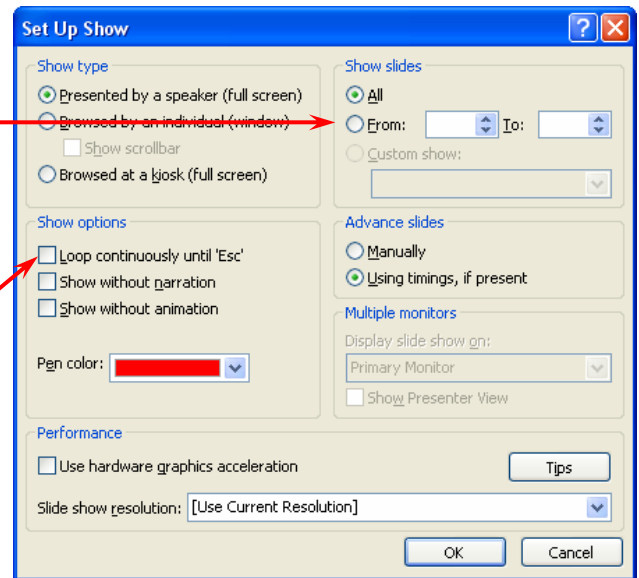 Set Up Show
Show type
Presented by a speaker (full screen)
Browsed by an individual (window)
Show scrollbar
Browsed at a kiosk (full screen)
Show slides
All
From: To:
Custom show:
Show options
Loop continuously until 'Esc'
Show without narration
Show without animation
Pen color:
Advance slides
Manually
Using timings, if present
Multiple monitors
Display slide show on:
Primary Monitor
Show Presenter View
Performance
Use hardware graphics acceleration
Tips
Slide show resolution: [Use Current Resolution]
OK Cancel